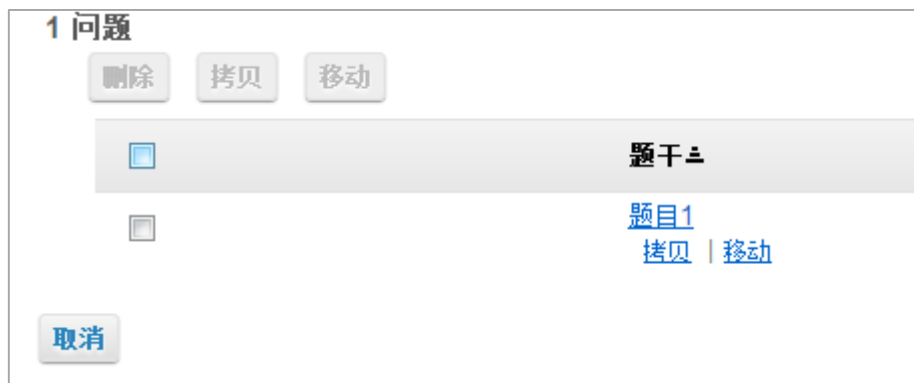 1 问题
删除 拷贝 移动
题干
题目1
拷贝 | 移动
取消